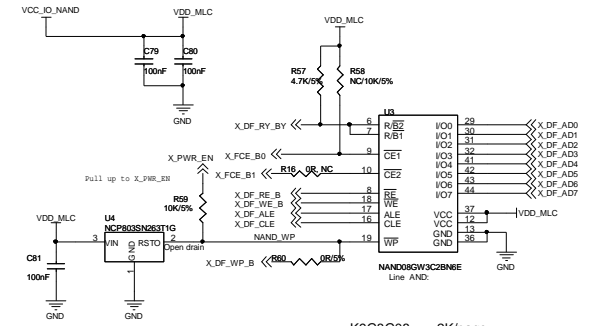 VCC_IO_NAND
VDD_MLC
C79
100nF
C80
100nF
GND
VDD_MLC
R57
4.7K/5%
R58
NC/10K/5%
U3
X_DF_RY_BY
6
R/B2
7
R/B1
X_FCE_B0
9
CE1
X_FCE_B1
R16
0R, NC
10
CE2
X_DF_RE_B
8
RE
X_DF_WE_B
18
WE
X_DF_ALE
17
ALE
X_DF_CLE
16
CLE
NAND_WP
19
WP
X_DF_WP_B
R60
0R/5%
I/O0
29
X_DF_AD0
I/O1
30
X_DF_AD1
I/O2
31
X_DF_AD2
I/O3
32
X_DF_AD3
I/O4
41
X_DF_AD4
I/O5
42
X_DF_AD5
I/O6
43
X_DF_AD6
I/O7
44
X_DF_AD7
VCC
37
VDD_MLC
VCC
12
GND
13
GND
36
GND
NAND08GW3C2BN6E
Line AND:
X_PWR_EN
Pull up to X_PWR_EN
R59
10K/5%
VDD_MLC
U4
NCP803SN263T1G
3
VIN
RSTO
2
Open drain
GND
1
C81
100nF
GND
GND